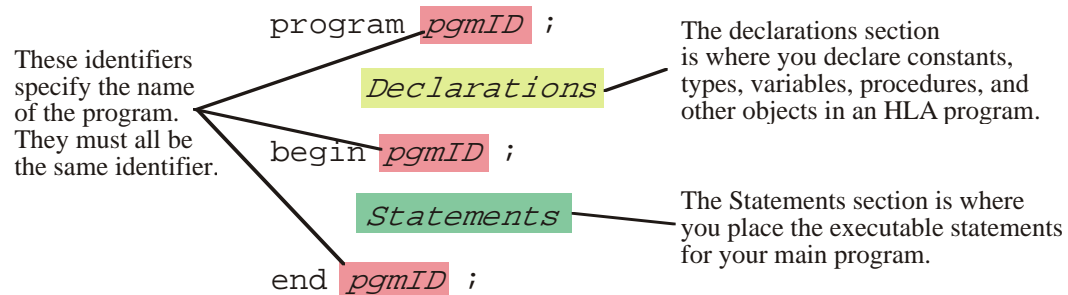 program pgmID ;
These identifiers
specify the name
of the program.
They must all be
the same identifier.
Declarations
The declarations section
is where you declare constants,
types, variables, procedures, and
other objects in an HLA program.
begin pgmID ;
Statements
The Statements section is where
you place the executable statements
for your main program.
end pgmID ;